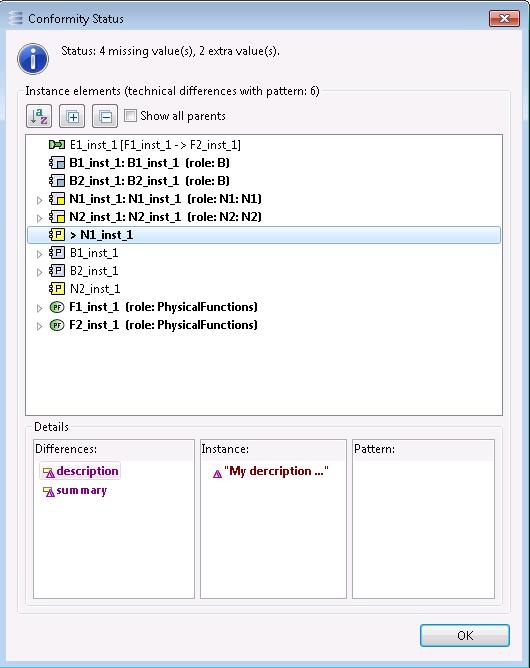 Conformity Status
Status: 4 missing value(s), 2 extra value(s).
Instance elements (technical differences with pattern: 6)
Show all parents
E1_inst_1 [F1_inst_1 -> F2_inst_1]
B1_inst_1: B1_inst_1 (role: B)
B2_inst_1: B2_inst_1 (role: B)
N1_inst_1: N1_inst_1 (role: N1: N1)
N2_inst_1: N2_inst_1 (role: N2: N2)
P > N1_inst_1
P B1_inst_1
P B2_inst_1
P N2_inst_1
PF F1_inst_1 (role: PhysicalFunctions)
PF F2_inst_1 (role: PhysicalFunctions)
Details
Differences: Instance: Pattern:
description "My dercription ..."
summary
OK